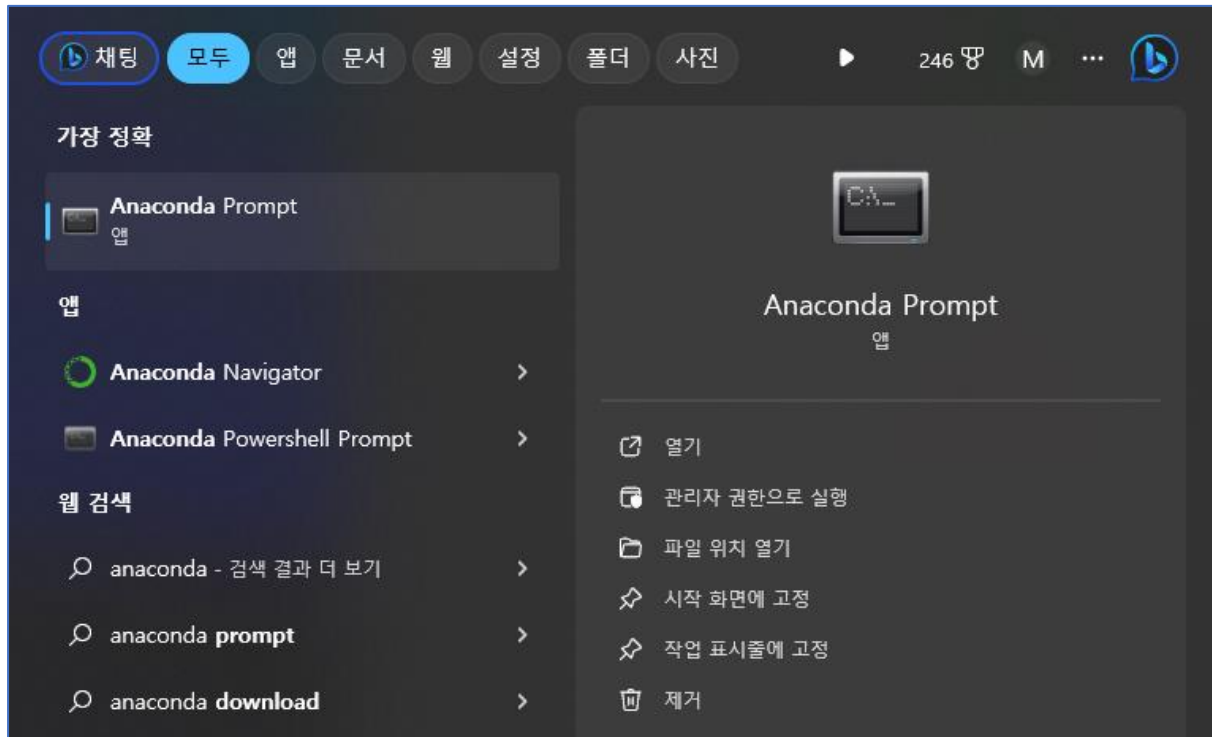 채팅 모두 앱 문서 웹 설정 폴더 사진 246 M ...
가장 정확
Anaconda Prompt
앱
앱
Anaconda Navigator
Anaconda Powershell Prompt
웹 검색
anaconda - 검색 결과 더 보기
anaconda prompt
anaconda download
C:\_
Anaconda Prompt
앱
열기
관리자 권한으로 실행
파일 위치 열기
시작 화면에 고정
작업 표시줄에 고정
제거